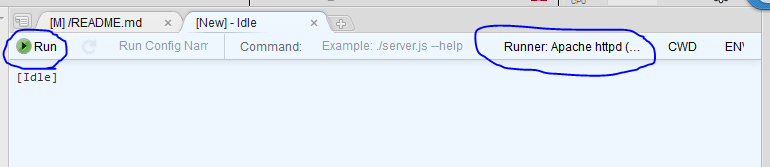 [M] /README.md
[New] - Idle
Run
Run Config Nam
Command:
Example: ./server.js --help
Runner: Apache httpd (...
CWD
ENV
[Idle]